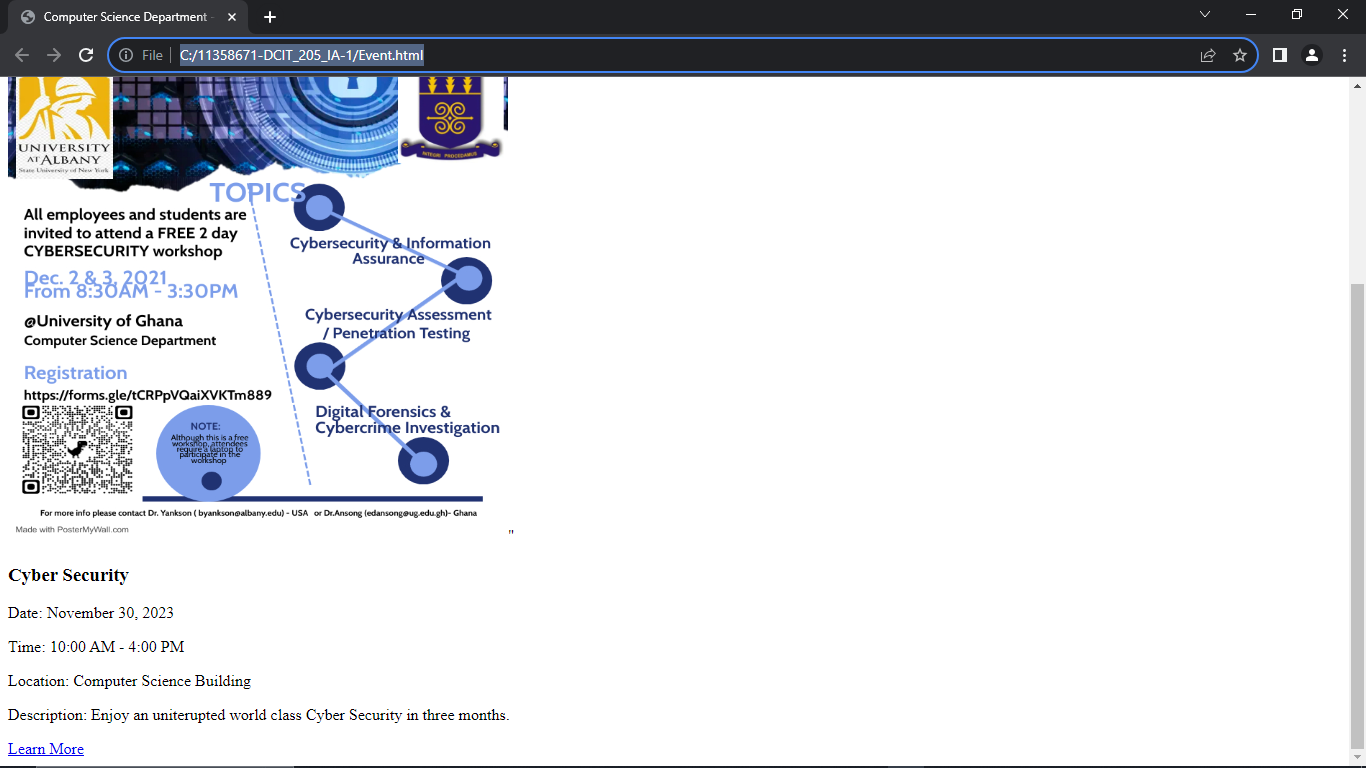 Computer Science Department -
File
C:/11358671-DCIT_205_IA-1/Event.html
UNIVERSITY
AT ALBANY
State University of New York
INTEGRI PROCEDAMUS
TOPICS
All employees and students are
invited to attend a FREE 2 day
CYBERSECURITY workshop
Dec. 2 & 3, 2021
From 8:30AM - 3:30PM
@University of Ghana
Computer Science Department
Registration
https://forms.gle/tCRPpVQaiXVKTm889
Cybersecurity & Information
Assurance
Cybersecurity Assessment
/ Penetration Testing
Digital Forensics &
Cybercrime Investigation
NOTE:
Although this is a free
workshop, attendees
require a laptop to
participate in the
workshop
For more info please contact Dr. Yankson ( byankson@albany.edu) - USA or Dr.Ansong (edansong@ug.edu.gh)- Ghana
Made with PosterMyWall.com
"
Cyber Security
Date: November 30, 2023
Time: 10:00 AM - 4:00 PM
Location: Computer Science Building
Description: Enjoy an uniterupted world class Cyber Security in three months.
Learn More